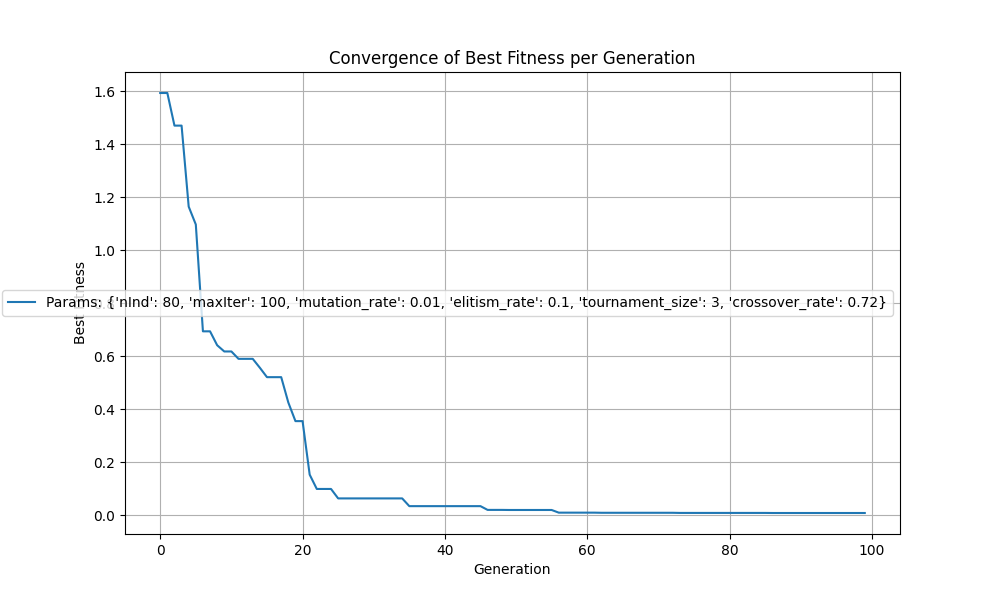 Convergence of Best Fitness per Generation
1.6
1.4
1.2
1.0
Params: {'nInd': 80, 'maxIter': 100, 'mutation_rate': 0.01, 'elitism_rate': 0.1, 'tournament_size': 3, 'crossover_rate': 0.72}
Best Fitness
0.6
0.4
0.2
0.0
0 20 40 60 80 100
Generation